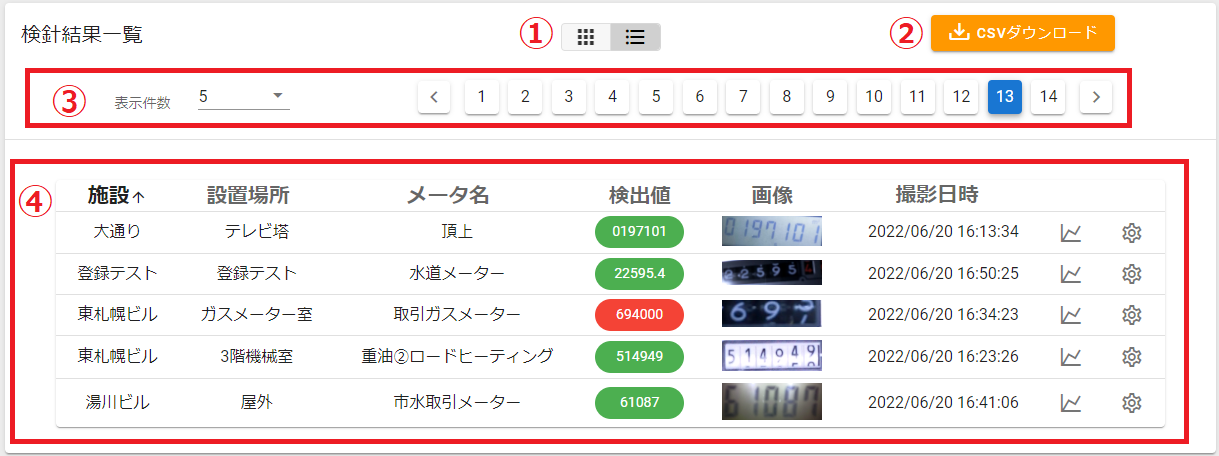 検針結果一覧 ① ② CSVダウンロード
③ 表示件数 5 1 2 3 4 5 6 7 8 9 10 11 12 13 14
④ 施設↑ 設置場所 メータ名 検出値 画像 撮影日時
大通り テレビ塔 頂上 0197101 0197101 2022/06/20 16:13:34
登録テスト 登録テスト 水道メーター 22595.4 22595 2022/06/20 16:50:25
東札幌ビル ガスメーター室 取引ガスメーター 694000 69 2022/06/20 16:34:23
東札幌ビル 3階機械室 重油②ロードヒーティング 514949 514949 2022/06/20 16:23:26
湯川ビル 屋外 市水取引メーター 61087 61087 2022/06/20 16:41:06